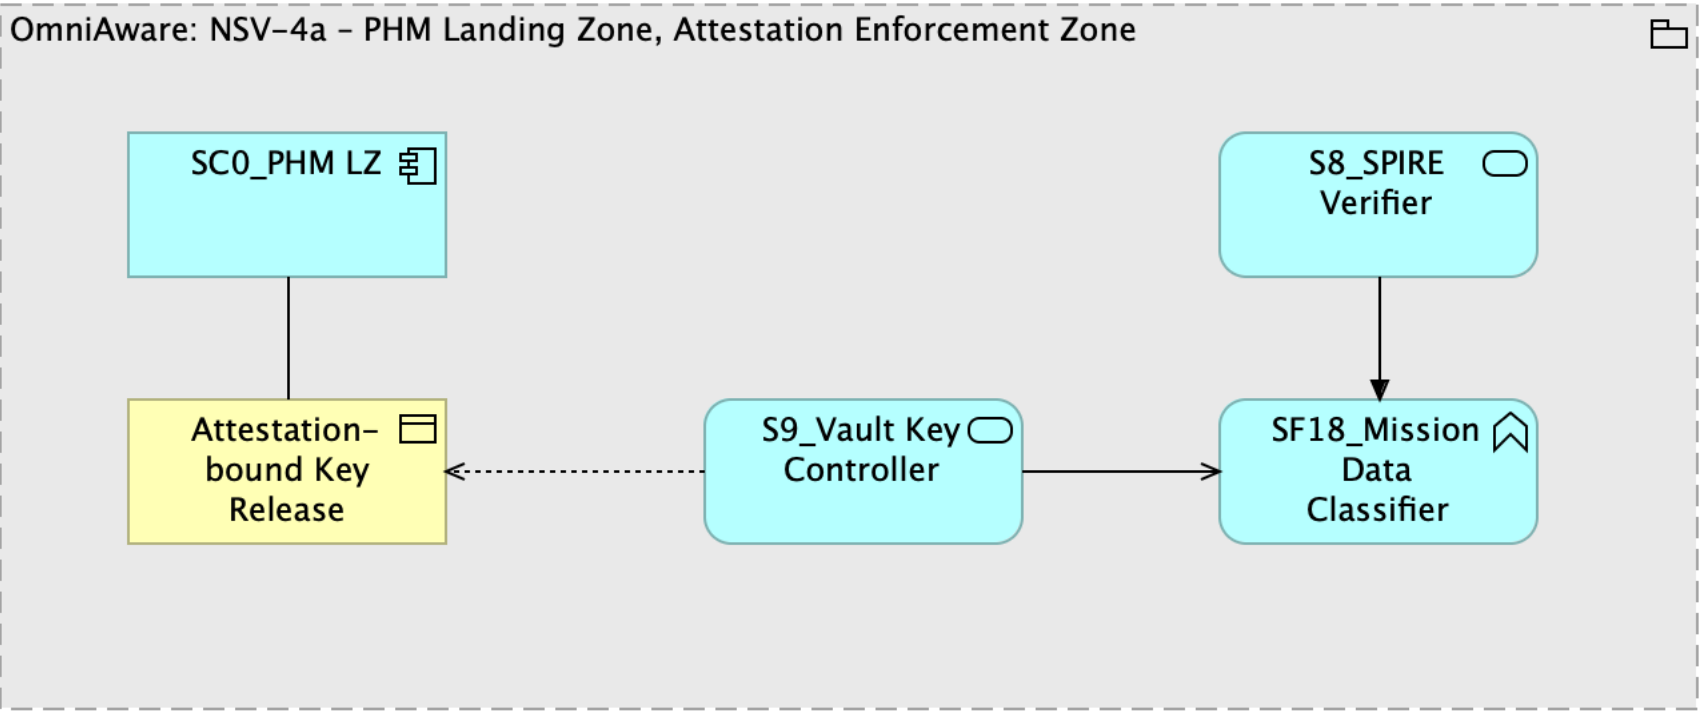 OmniAware: NSV-4a – PHM Landing Zone, Attestation Enforcement Zone
SC0_PHM LZ
S8_SPIRE
Verifier
Attestation-
bound Key
Release
S9_Vault Key
Controller
SF18_Mission
Data
Classifier